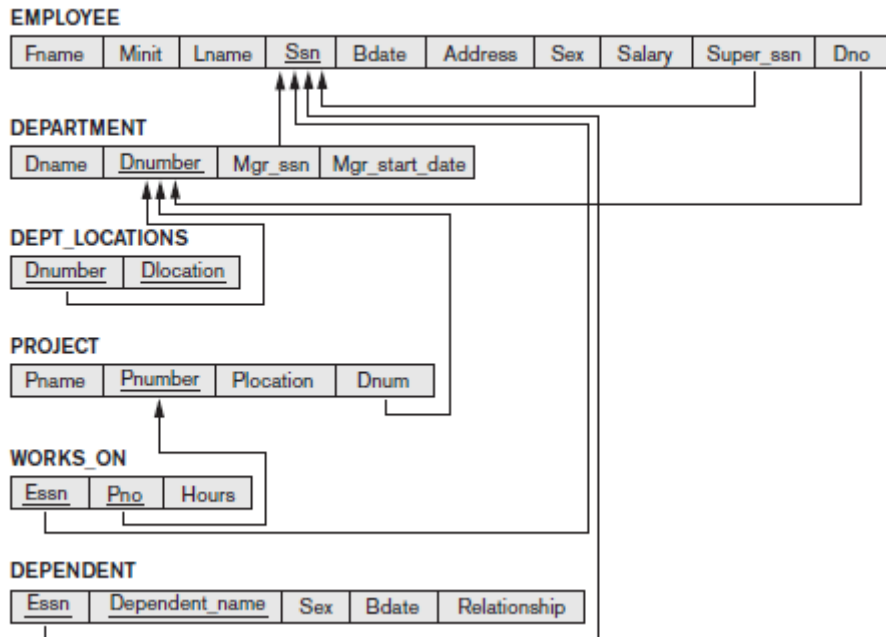 EMPLOYEE
Fname Minit Lname Ssn Bdate Address Sex Salary Super_ssn Dno
DEPARTMENT
Dname Dnumber Mgr_ssn Mgr_start_date
DEPT_LOCATIONS
Dnumber Dlocation
PROJECT
Pname Pnumber Plocation Dnum
WORKS_ON
Essn Pno Hours
DEPENDENT
Essn Dependent_name Sex Bdate Relationship